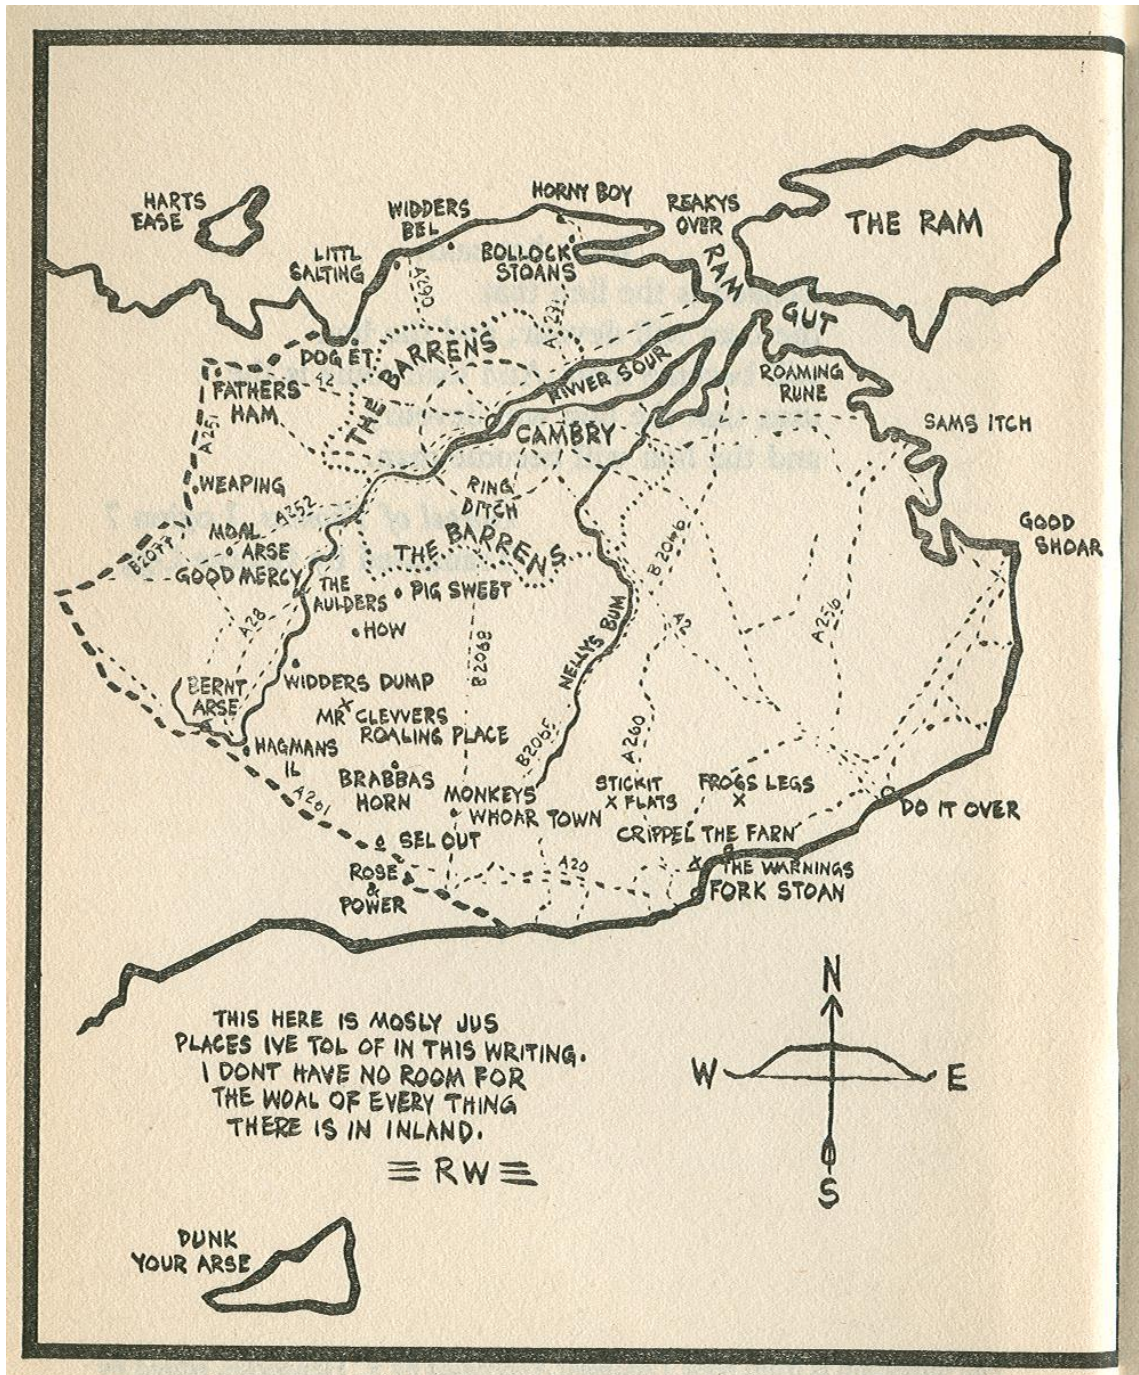 HARTS
EASE
WIDDERS
BEL
HORNY BOY
REAKYS
OVER
THE RAM
LITTL
SALTING
BOLLOCK
STOANS
RAM
GUT
A290
DOG ET
THE BARRENS
RIVVER SOUR
ROAMING
RUNE
FATHERS
HAM
A2
A251
CAMBRY
SAMS ITCH
WEAPING
A252
RING
DITCH
GOOD
SHOAR
MOAL
ARSE
THE BARRENS
B2046
B2077
GOOD MERCY
THE
AULDERS
PIG SWEET
A28
HOW
B2068
NELLYS BUM
A2
A256
BERNT
ARSE
WIDDERS DUMP
MR CLEVVERS
ROALING PLACE
HAGMANS
IL
B2065
A260
BRABBAS
HORN
MONKEYS
WHOAR TOWN
STICKIT
FLATS
FROGS LEGS
DO IT OVER
A261
SEL OUT
CRIPPEL THE FARN
A20
THE WARNINGS
ROSE
&
POWER
FORK STOAN
THIS HERE IS MOSLY JUS
PLACES IVE TOL OF IN THIS WRITING.
I DONT HAVE NO ROOM FOR
THE WOAL OF EVERY THING
THERE IS IN INLAND.
RW
N
W E
S
DUNK
YOUR ARSE